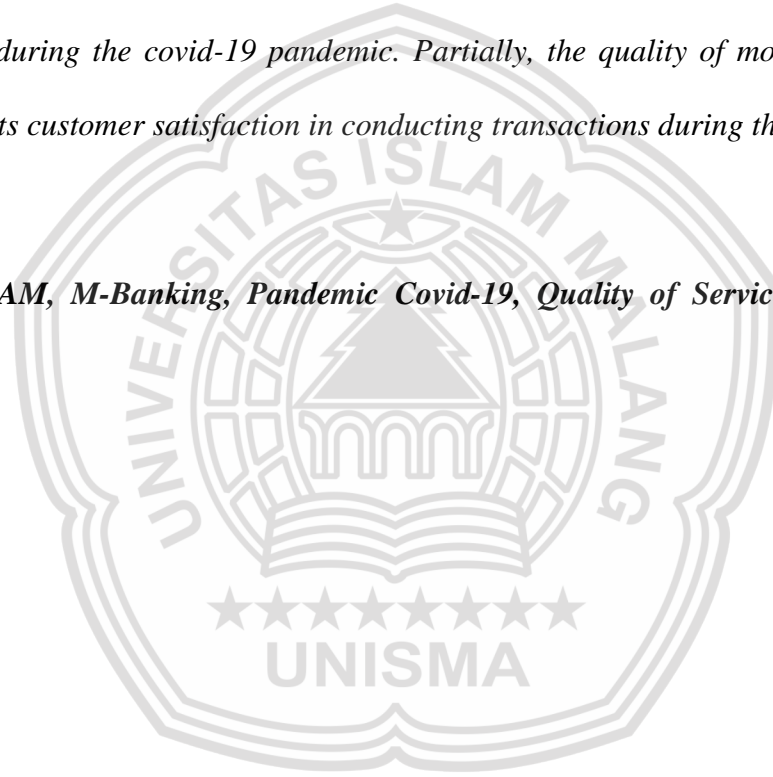 during the covid-19 pandemic. Partially, the quality of mo
ts customer satisfaction in conducting transactions during th
AM, M-Banking, Pandemic Covid-19, Quality of Servic
UNIVERSITAS ISLAM MALANG
UNISMA